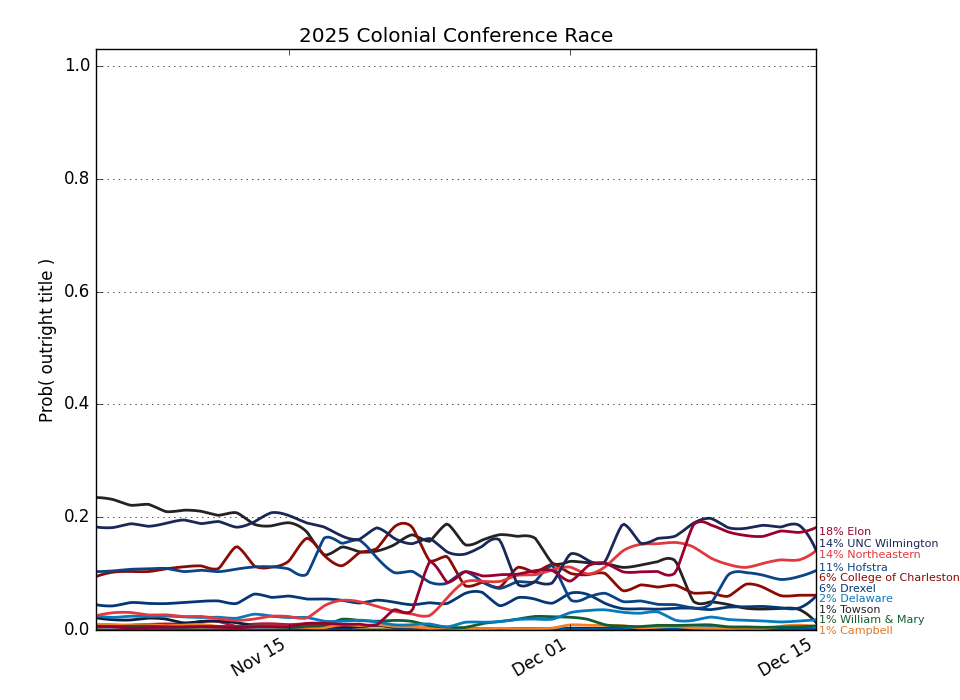 2025 Colonial Conference Race
Prob( outright title )
1.0
0.8
0.6
0.4
0.2
0.0
Nov 15
Dec 01
Dec 15
18% Elon
14% UNC Wilmington
14% Northeastern
11% Hofstra
6% College of Charleston
6% Drexel
2% Delaware
1% Towson
1% William & Mary
1% Campbell